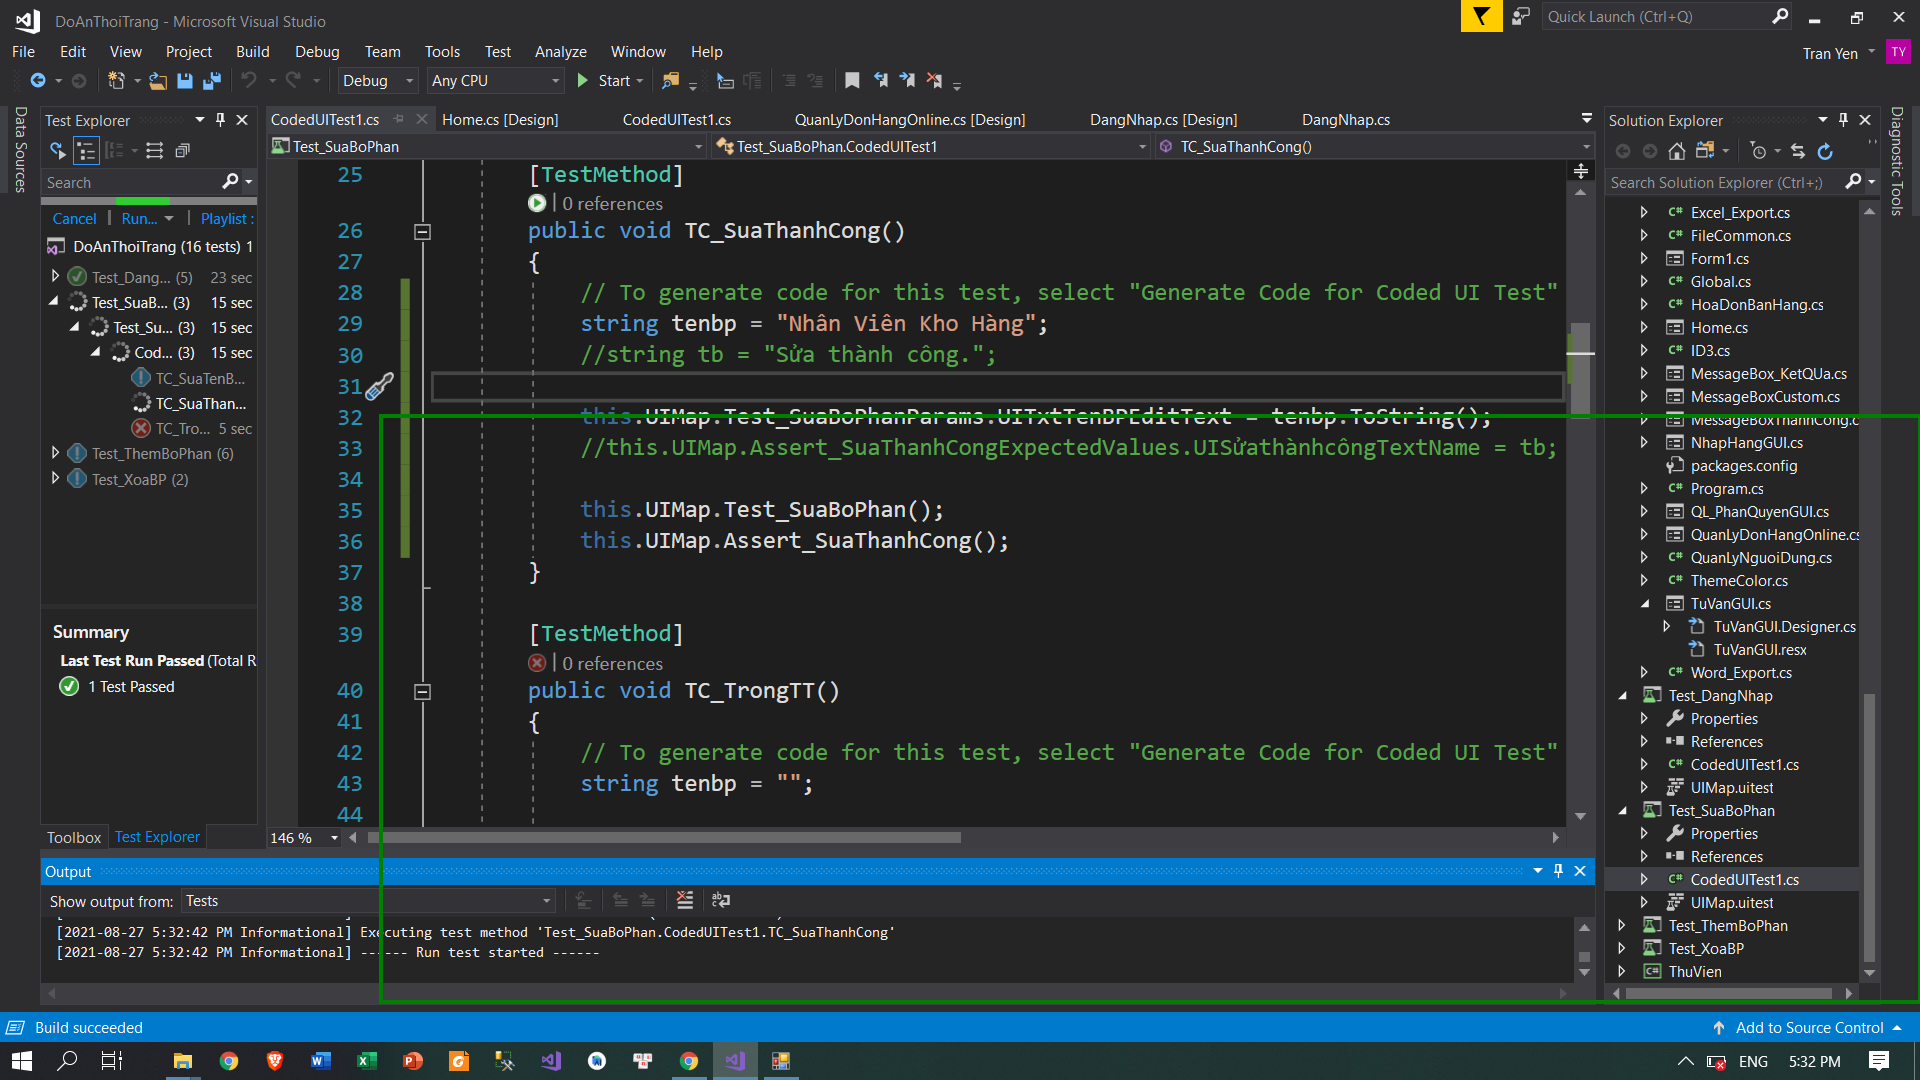 DoAnThoiTrang - Microsoft Visual Studio
Quick Launch (Ctrl+Q)
File Edit View Project Build Debug Team Tools Test Analyze Window Help
Tran Yen TY
Debug Any CPU Start
Data Sources
Test Explorer
Search
Cancel Run... Playlist :
DoAnThoiTrang (16 tests) 1
Test_Dang... (5) 23 sec
Test_SuaB... (3) 15 sec
Test_Su... (3) 15 sec
Cod... (3) 15 sec
TC_SuaTenB...
TC_SuaThan...
TC_Tro... 5 sec
Test_ThemBoPhan (6)
Test_XoaBP (2)
Summary
Last Test Run Passed (Total R
1 Test Passed
Toolbox Test Explorer
CodedUITest1.cs Home.cs [Design] CodedUITest1.cs QuanLyDonHangOnline.cs [Design] DangNhap.cs [Design] DangNhap.cs
Test_SuaBoPhan Test_SuaBoPhan.CodedUITest1 TC_SuaThanhCong()
25 [TestMethod]
0 references
26 public void TC_SuaThanhCong()
27 {
28 // To generate code for this test, select "Generate Code for Coded UI Test"
29 string tenbp = "Nhân Viên Kho Hàng";
30 //string tb = "Sửa thành công.";
31
32 this.UIMap.Test_SuaBoPhanParams.UITxtTenBPEditText = tenbp.ToString();
33 //this.UIMap.Assert_SuaThanhCongExpectedValues.UISửathànhcôngTextName = tb;
34
35 this.UIMap.Test_SuaBoPhan();
36 this.UIMap.Assert_SuaThanhCong();
37 }
38
39 [TestMethod]
0 references
40 public void TC_TrongTT()
41 {
42 // To generate code for this test, select "Generate Code for Coded UI Test"
43 string tenbp = "";
44
146 %
Output
Show output from: Tests
[2021-08-27 5:32:42 PM Informational] Executing test method 'Test_SuaBoPhan.CodedUITest1.TC_SuaThanhCong'
[2021-08-27 5:32:42 PM Informational] ------ Run test started ------
Solution Explorer
Search Solution Explorer (Ctrl+;)
Excel_Export.cs
FileCommon.cs
Form1.cs
Global.cs
HoaDonBanHang.cs
Home.cs
ID3.cs
MessageBox_KetQUa.cs
MessageBoxCustom.cs
MessageBoxThanhCong.c
NhapHangGUI.cs
packages.config
Program.cs
QL_PhanQuyenGUI.cs
QuanLyDonHangOnline.cs
QuanLyNguoiDung.cs
ThemeColor.cs
TuVanGUI.cs
TuVanGUI.Designer.cs
TuVanGUI.resx
Word_Export.cs
Test_DangNhap
Properties
References
CodedUITest1.cs
UIMap.uitest
Test_SuaBoPhan
Properties
References
CodedUITest1.cs
UIMap.uitest
Test_ThemBoPhan
Test_XoaBP
ThuVien
Diagnostic Tools
Build succeeded
Add to Source Control
ENG 5:32 PM